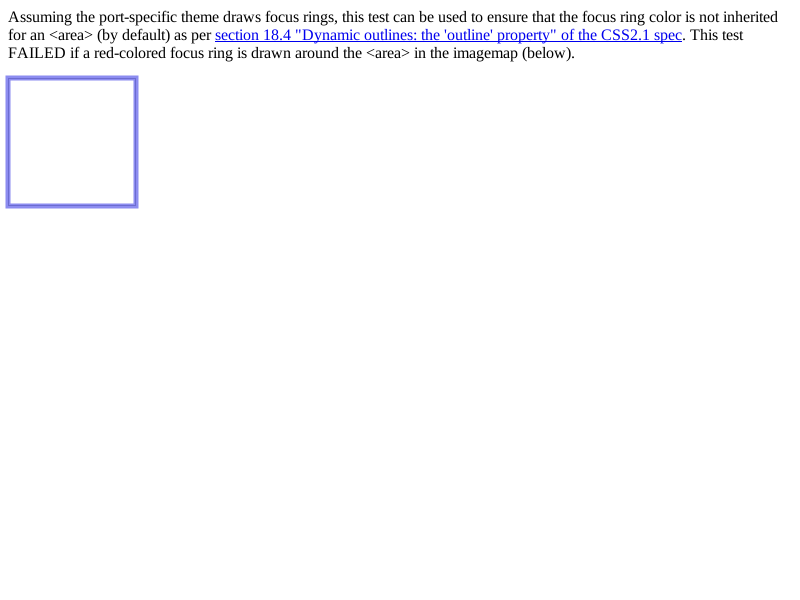 Assuming the port-specific theme draws focus rings, this test can be used to ensure that the focus ring color is not inherited
for an <area> (by default) as per section 18.4 "Dynamic outlines: the 'outline' property" of the CSS2.1 spec. This test
FAILED if a red-colored focus ring is drawn around the <area> in the imagemap (below).